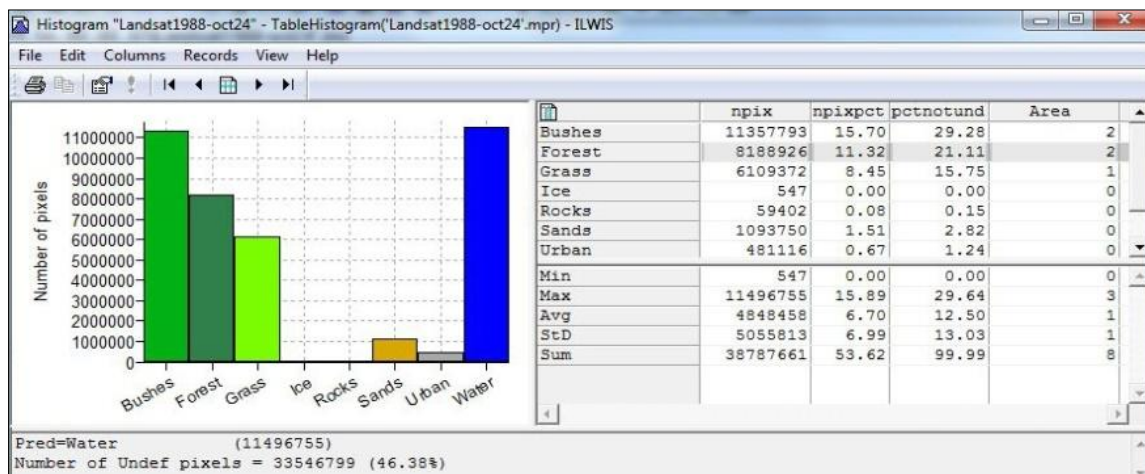 Histogram "Landsat1988-oct24" - TableHistogram('Landsat1988-oct24'.mpr) - ILWIS
File Edit Columns Records View Help
Number of pixels
11000000
10000000
9000000
8000000
7000000
6000000
5000000
4000000
3000000
2000000
1000000
0
Bushes Forest Grass Ice Rocks Sands Urban Water
npix npixpct pctnotund Area
Bushes 11357793 15.70 29.28 2
Forest 8188926 11.32 21.11 2
Grass 6109372 8.45 15.75 1
Ice 547 0.00 0.00 0
Rocks 59402 0.08 0.15 0
Sands 1093750 1.51 2.82 0
Urban 481116 0.67 1.24 0
Min 547 0.00 0.00 0
Max 11496755 15.89 29.64 3
Avg 4848458 6.70 12.50 1
StD 5055813 6.99 13.03 1
Sum 38787661 53.62 99.99 8
Pred=Water (11496755)
Number of Undef pixels = 33546799 (46.38%)